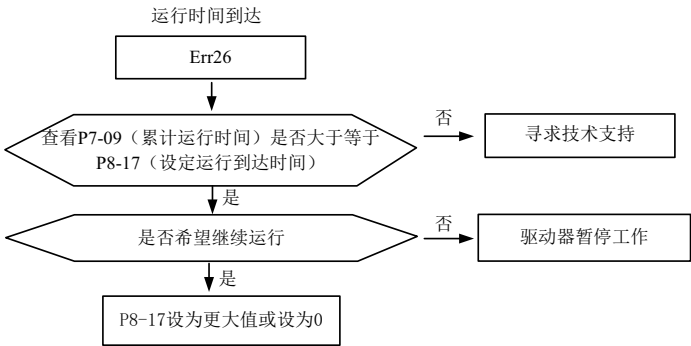 运行时间到达
Err26
查看P7-09（累计运行时间）是否大于等于
P8-17（设定运行到达时间）
否
寻求技术支持
是
是否希望继续运行
否
驱动器暂停工作
是
P8-17设为更大值或设为0